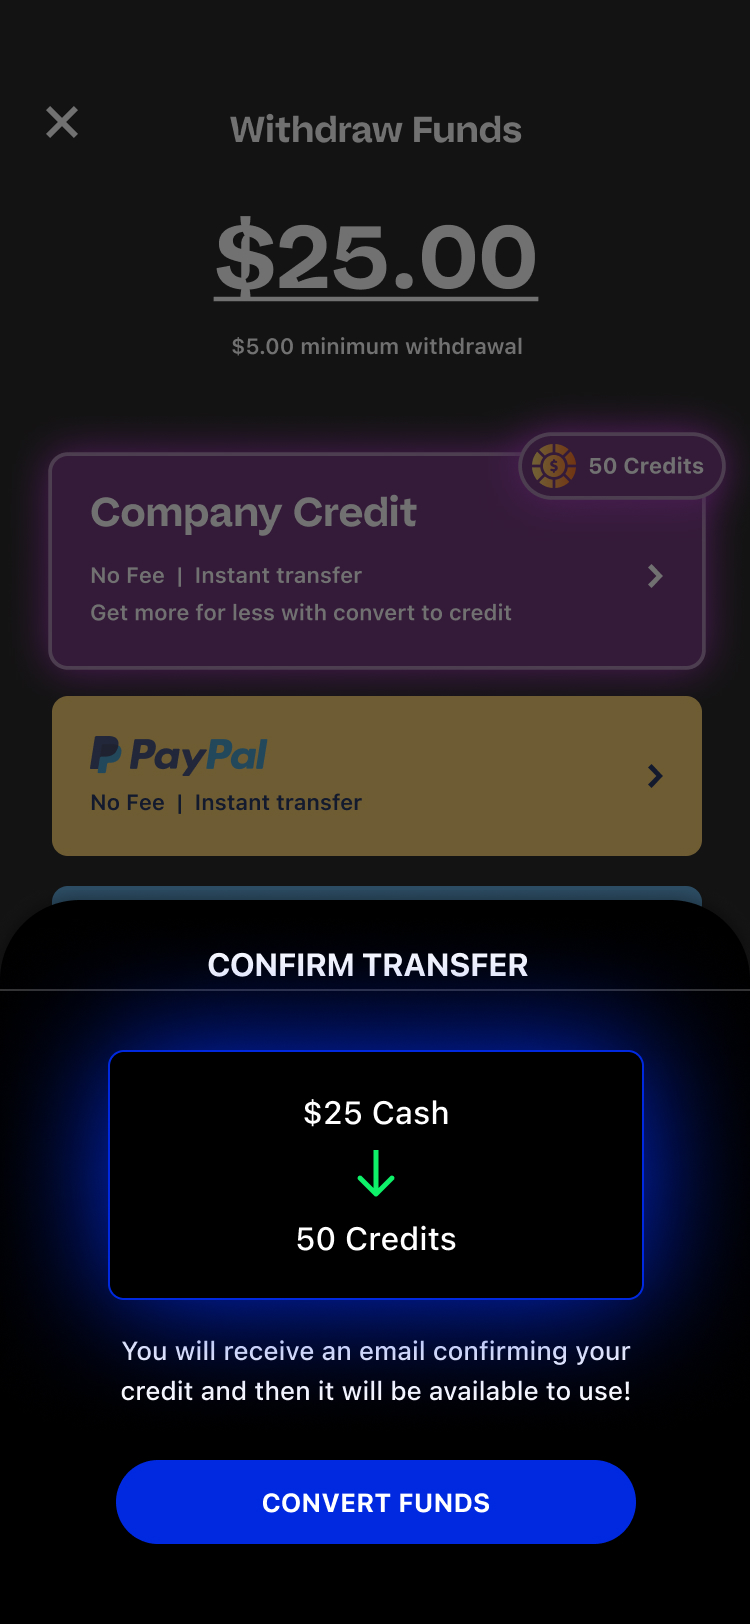 Withdraw Funds
$25.00
$5.00 minimum withdrawal
50 Credits
Company Credit
No Fee | Instant transfer
Get more for less with convert to credit
PayPal
No Fee | Instant transfer
CONFIRM TRANSFER
$25 Cash
50 Credits
You will receive an email confirming your
credit and then it will be available to use!
CONVERT FUNDS